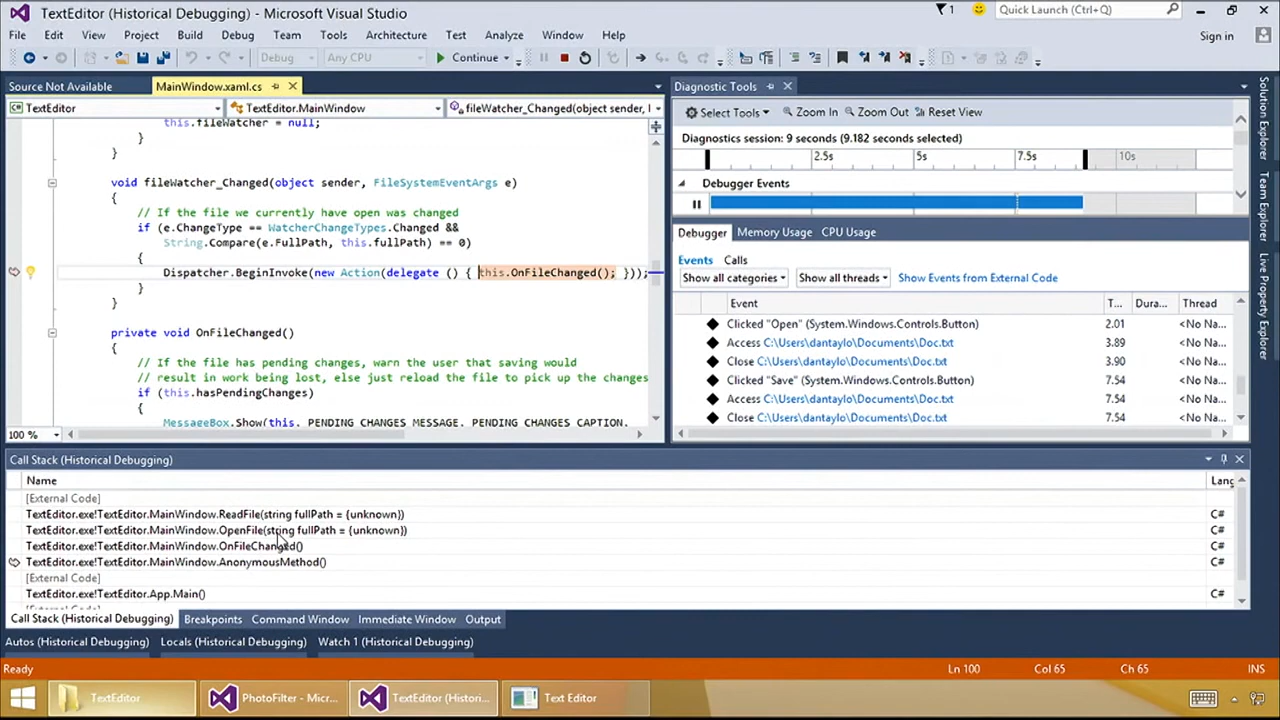 TextEditor (Historical Debugging) - Microsoft Visual Studio
1
Quick Launch (Ctrl+Q)
File Edit View Project Build Debug Team Tools Architecture Test Analyze Window Help
Sign in
Debug Any CPU Continue
Source Not Available MainWindow.xaml.cs
TextEditor TextEditor.MainWindow fileWatcher_Changed(object sender,
this.fileWatcher = null;
}
}
void fileWatcher_Changed(object sender, FileSystemEventArgs e)
{
// If the file we currently have open was changed
if (e.ChangeType == WatcherChangeTypes.Changed &&
String.Compare(e.FullPath, this.fullPath) == 0)
{
Dispatcher.BeginInvoke(new Action(delegate () { this.OnFileChanged(); }));
}
}
private void OnFileChanged()
{
// If the file has pending changes, warn the user that saving would
// result in work being lost, else just reload the file to pick up the changes
if (this.hasPendingChanges)
{
MessageBox.Show(this, PENDING_CHANGES_MESSAGE, PENDING_CHANGES_CAPTION,
100 %
Diagnostic Tools
Select Tools Zoom In Zoom Out Reset View
Diagnostics session: 9 seconds (9.182 seconds selected)
2.5s 5s 7.5s 10s
Debugger Events
Debugger Memory Usage CPU Usage
Events Calls
Show all categories Show all threads Show Events from External Code
Event T... Dura... Thread
Clicked "Open" (System.Windows.Controls.Button) 2.01 <No Na...
Access C:\Users\dantaylo\Documents\Doc.txt 3.89 <No Na...
Close C:\Users\dantaylo\Documents\Doc.txt 3.90 <No Na...
Clicked "Save" (System.Windows.Controls.Button) 7.54 <No Na...
Access C:\Users\dantaylo\Documents\Doc.txt 7.54 <No Na...
Close C:\Users\dantaylo\Documents\Doc.txt 7.54 <No Na...
Solution Explorer
Team Explorer
Live Property Explorer
Call Stack (Historical Debugging)
Name Lang
[External Code]
TextEditor.exe!TextEditor.MainWindow.ReadFile(string fullPath = {unknown}) C#
TextEditor.exe!TextEditor.MainWindow.OpenFile(string fullPath = {unknown}) C#
TextEditor.exe!TextEditor.MainWindow.OnFileChanged() C#
TextEditor.exe!TextEditor.MainWindow.AnonymousMethod() C#
[External Code]
TextEditor.exe!TextEditor.App.Main() C#
Call Stack (Historical Debugging) Breakpoints Command Window Immediate Window Output
Autos (Historical Debugging) Locals (Historical Debugging) Watch 1 (Historical Debugging)
Ready Ln 100 Col 65 Ch 65 INS
TextEditor PhotoFilter - Micr... TextEditor (Histori... Text Editor